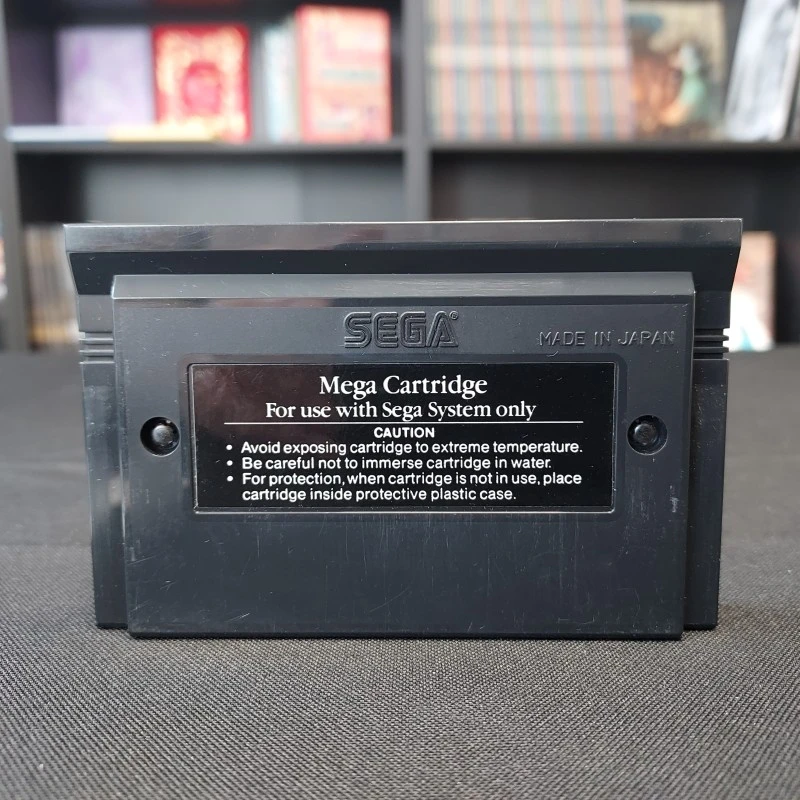 SEGA®
MADE IN JAPAN
Mega Cartridge
For use with Sega System only
CAUTION
• Avoid exposing cartridge to extreme temperature.
• Be careful not to immerse cartridge in water.
• For protection, when cartridge is not in use, place
cartridge inside protective plastic case.